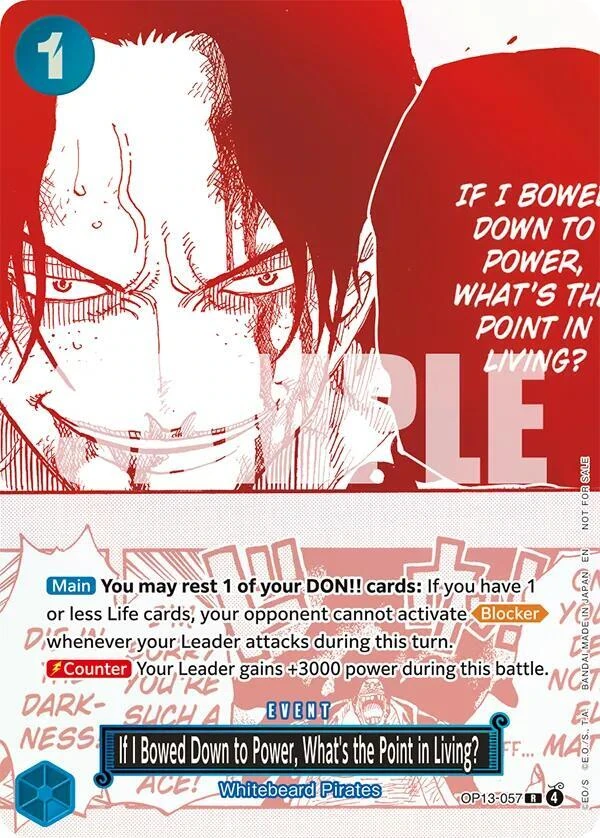 1
IF I BOWE
DOWN TO
POWER,
WHAT'S TH
POINT IN
LIVING?
Main You may rest 1 of your DON!! cards: If you have 1
or less Life cards, your opponent cannot activate Blocker
whenever your Leader attacks during this turn.
Counter Your Leader gains +3000 power during this battle.
YOU'RE
DARK-
NESS
SUCH A
ACE!
EVENT
If I Bowed Down to Power, What's the Point in Living?
Whitebeard Pirates
OP13-057 R 4
©E.O/S ©E.O./S., T.A. BANDAI, MADE IN JAPAN EN NOT FOR SALE